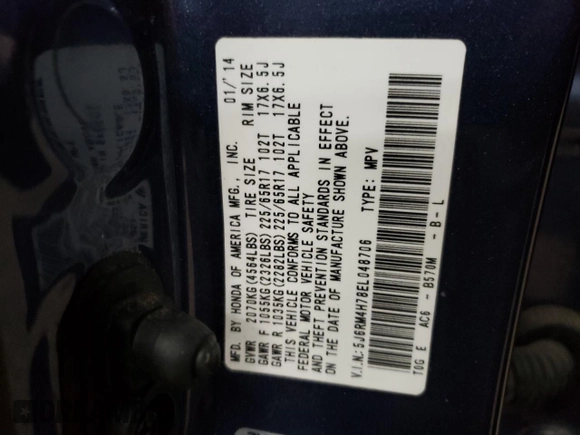 MFD. BY HONDA OF AMERICA MFG., INC. 01/'14
GVWR 2070KG(4564LBS) TIRE SIZE RIM SIZE
GAWR F 1055KG(2326LBS) 225/65R17 102T 17X6.5J
GAWR R 1035KG(2282LBS) 225/65R17 102T 17X6.5J
THIS VEHICLE CONFORMS TO ALL APPLICABLE
FEDERAL MOTOR VEHICLE SAFETY
AND THEFT PREVENTION STANDARDS IN EFFECT
ON THE DATE OF MANUFACTURE SHOWN ABOVE.
V.I.N.:5J6RM4H78EL048706 TYPE: MPV
TOG E AC6 - B570M - B - L